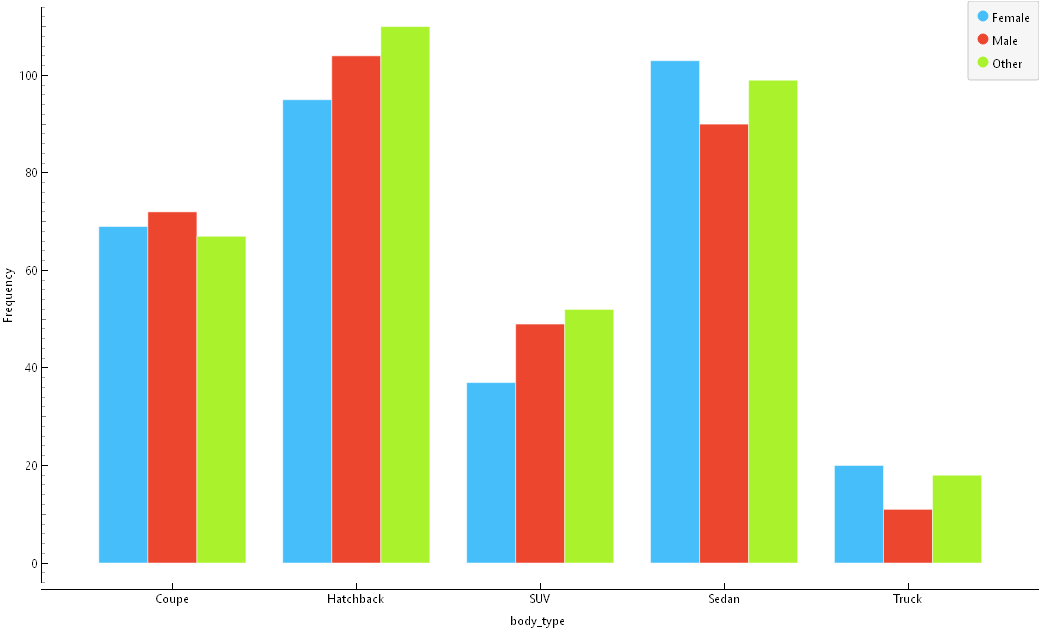 Female
Male
Other
100
80
60
40
20
0
Frequency
Coupe Hatchback SUV Sedan Truck
body_type